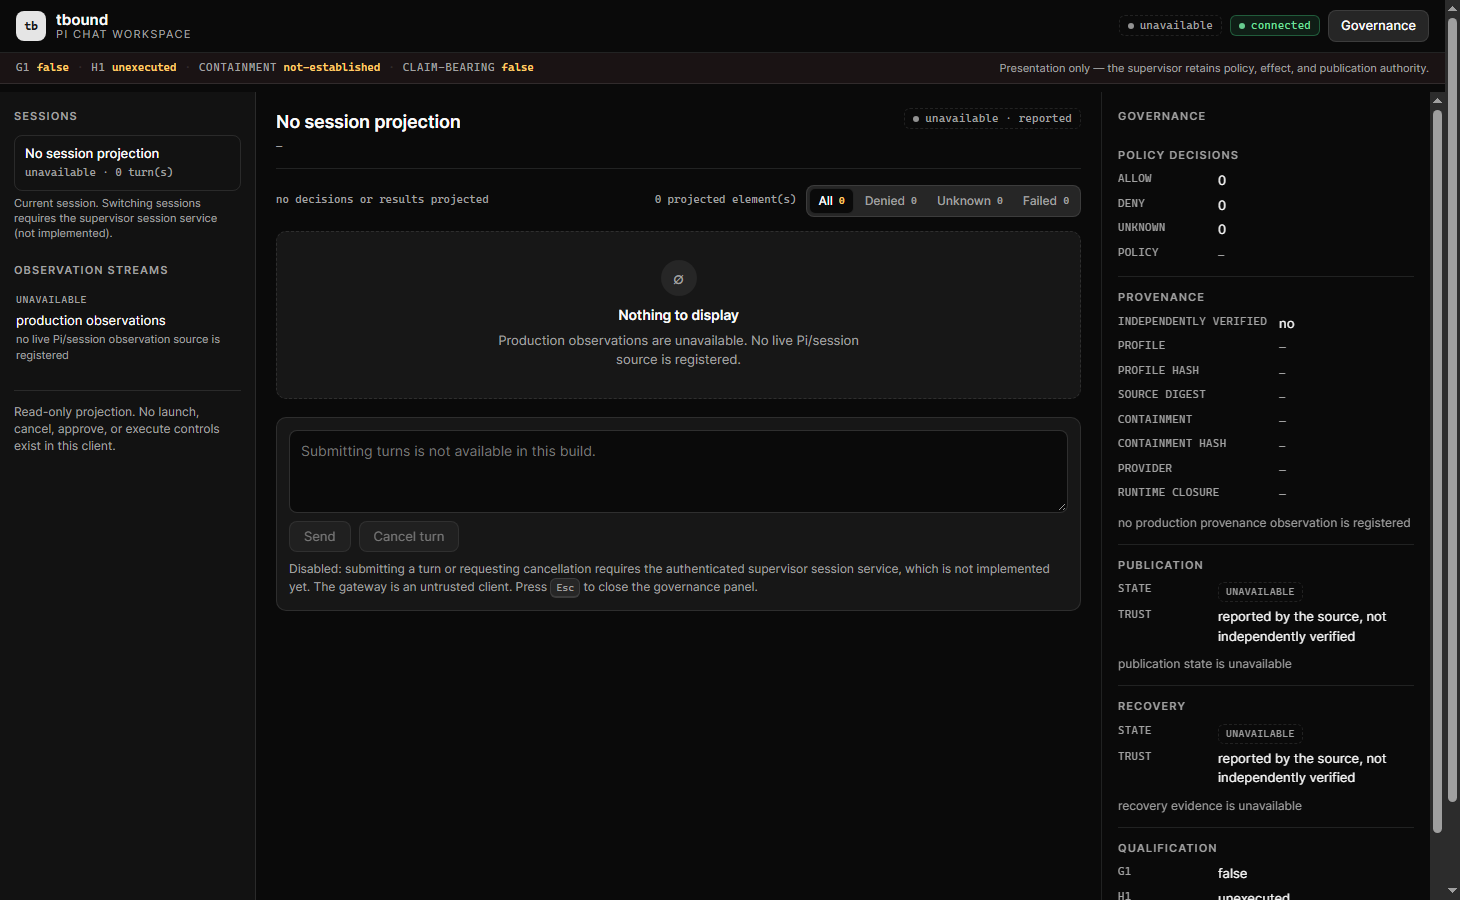 tb
tbound
PI CHAT WORKSPACE
unavailable
connected
Governance
G1 false · H1 unexecuted · CONTAINMENT not-established · CLAIM-BEARING false
Presentation only — the supervisor retains policy, effect, and publication authority.
SESSIONS
No session projection
unavailable · 0 turn(s)
Current session. Switching sessions
requires the supervisor session service
(not implemented).
OBSERVATION STREAMS
UNAVAILABLE
production observations
no live Pi/session observation source is
registered
Read-only projection. No launch,
cancel, approve, or execute controls
exist in this client.
No session projection
–
unavailable · reported
no decisions or results projected
0 projected element(s)
All 0 Denied 0 Unknown 0 Failed 0
Ø
Nothing to display
Production observations are unavailable. No live Pi/session
source is registered.
Submitting turns is not available in this build.
Send
Cancel turn
Disabled: submitting a turn or requesting cancellation requires the authenticated supervisor session service, which is not implemented
yet. The gateway is an untrusted client. Press Esc to close the governance panel.
GOVERNANCE
POLICY DECISIONS
ALLOW 0
DENY 0
UNKNOWN 0
POLICY –
PROVENANCE
INDEPENDENTLY VERIFIED no
PROFILE –
PROFILE HASH –
SOURCE DIGEST –
CONTAINMENT –
CONTAINMENT HASH –
PROVIDER –
RUNTIME CLOSURE –
no production provenance observation is registered
PUBLICATION
STATE UNAVAILABLE
TRUST reported by the source, not
independently verified
publication state is unavailable
RECOVERY
STATE UNAVAILABLE
TRUST reported by the source, not
independently verified
recovery evidence is unavailable
QUALIFICATION
G1 false
H1 unexecuted